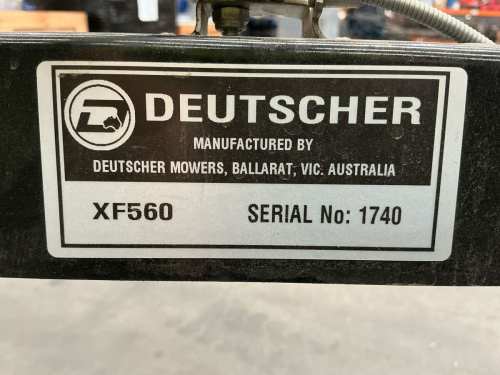 DEUTSCHER
MANUFACTURED BY
DEUTSCHER MOWERS, BALLARAT, VIC. AUSTRALIA
XF560 SERIAL No: 1740